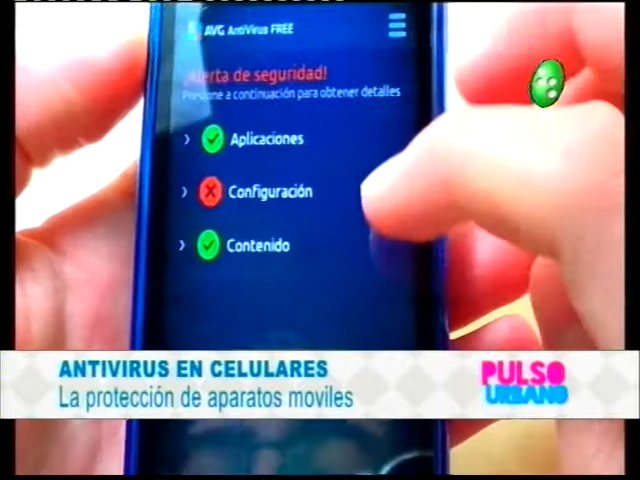 AVG AntiVirus FREE
¡Alerta de seguridad!
Presione a continuación para obtener detalles
Aplicaciones
Configuración
Contenido
ANTIVIRUS EN CELULARES
La protección de aparatos moviles
PULSO
URBANO